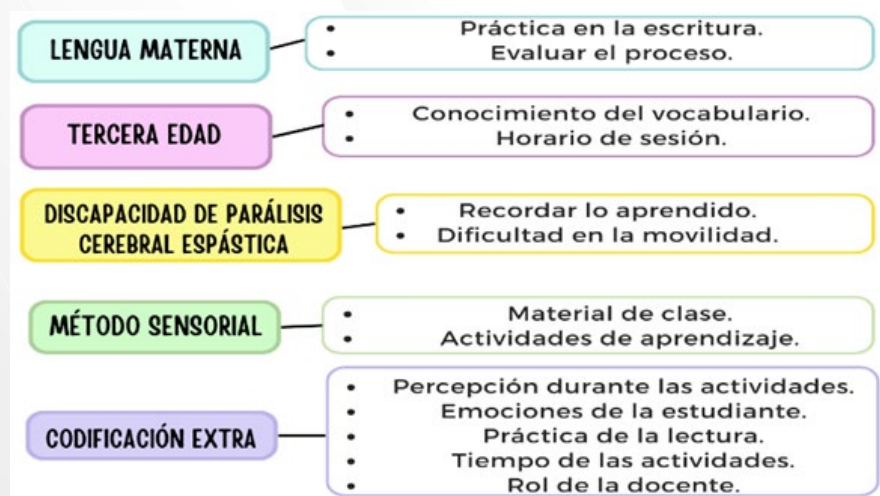 LENGUA MATERNA
• Práctica en la escritura.
• Evaluar el proceso.
TERCERA EDAD
• Conocimiento del vocabulario.
• Horario de sesión.
DISCAPACIDAD DE PARÁLISIS
CEREBRAL ESPÁSTICA
• Recordar lo aprendido.
• Dificultad en la movilidad.
MÉTODO SENSORIAL
• Material de clase.
• Actividades de aprendizaje.
CODIFICACIÓN EXTRA
• Percepción durante las actividades.
• Emociones de la estudiante.
• Práctica de la lectura.
• Tiempo de las actividades.
• Rol de la docente.